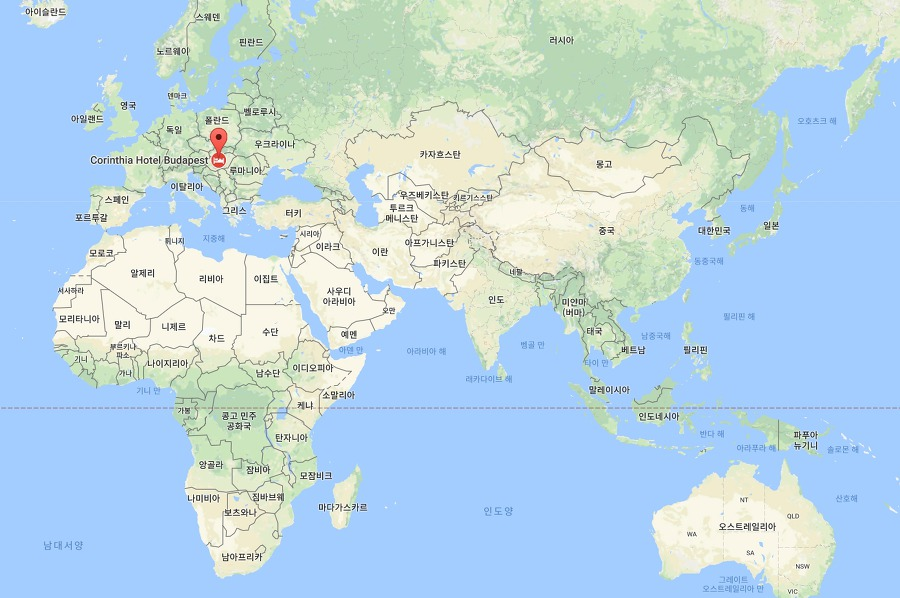 아이슬란드
스웨덴
핀란드
노르웨이
러시아
덴마크
영국
아일랜드
독일
폴란드
벨로루시
오호츠크 해
우크라이나
Corinthia Hotel Budapest
루마니아
카자흐스탄
몽고
이탈리아
스페인
포르투갈
그리스
터키
우즈베키스탄
키르기스스탄
투르크
메니스탄
중국
동해
대한민국
일본
동중국해
지중해
튀니지
모로코
시리아
이라크
이란
아프가니스탄
파키스탄
네팔
알제리
리비아
이집트
사우디
아라비아
오만
인도
미얀마
(버마)
서사하라
모리타니아
말리
니제르
차드
수단
예멘
태국
필리핀 해
남중국해
베트남
필리핀
타이 만
벵골 만
아라비아 해
아덴 만
부르키나
파소
기니
가나
나이지리아
남수단
이디오피아
소말리아
기니 만
래카다이브 해
말레이시아
가봉
콩고 민주
공화국
케냐
탄자니아
인도네시아
반다 해
아라푸라 해
파푸아
뉴기니
솔로몬 해
앙골라
잠비아
모잠비크
나미비아
짐바브웨
보츠와나
마다가스카르
남아프리카
남대서양
인도양
산호해
NT
QLD
오스트레일리아
WA
SA
NSW
VIC
그레이트
오스트레일리아 만